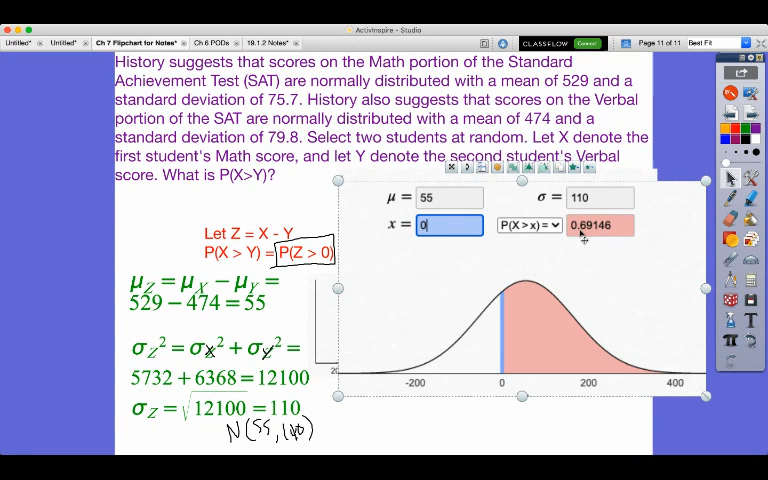 ActivInspire - Studio
Untitled*
Untitled*
Ch 7 Flipchart for Notes*
Ch 6 PODs
19.1.2 Notes*
CLASSFLOW
Connect
Page 11 of 11
Best Fit
History suggests that scores on the Math portion of the Standard
Achievement Test (SAT) are normally distributed with a mean of 529 and a
standard deviation of 75.7. History also suggests that scores on the Verbal
portion of the SAT are normally distributed with a mean of 474 and a
standard deviation of 79.8. Select two students at random. Let X denote the
first student's Math score, and let Y denote the second student's Verbal
score. What is P(X>Y)?
μ = 55
σ = 110
x = 0
P(X > x) =
0.69146
Let Z = X - Y
P(X > Y) = P(Z > 0)
μZ = μX − μY =
529 − 474 = 55
σZ² = σX² + σY² =
5732 + 6368 = 12100
σZ = √12100 = 110
N(55, 110)
20
-200 0 200 400